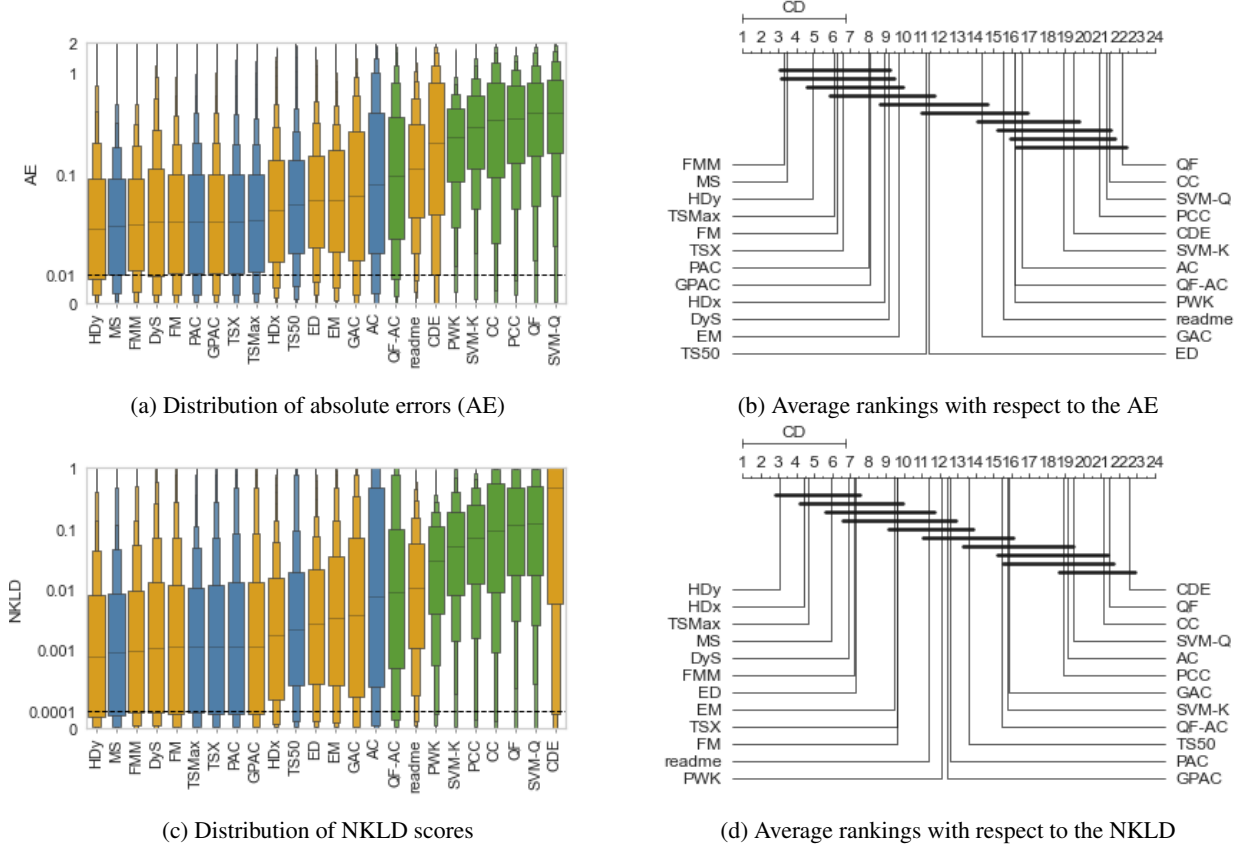 2
1
0.1
0.01
0
AE
HDy MS FMM DyS FM PAC GPAC TSX TSMax HDx TS50 ED EM GAC AC QF-AC readme CDE PWK SVM-K CC PCC QF SVM-Q
(a) Distribution of absolute errors (AE)
CD
1 2 3 4 5 6 7 8 9 10 11 12 13 14 15 16 17 18 19 20 21 22 23 24
FMM QF
MS CC
HDy SVM-Q
TSMax PCC
FM CDE
TSX SVM-K
PAC AC
GPAC QF-AC
HDx PWK
DyS readme
EM GAC
TS50 ED
(b) Average rankings with respect to the AE
1
0.1
0.01
0.001
0.0001
0
NKLD
HDy MS FMM DyS FM TSMax TSX PAC GPAC HDx TS50 ED EM GAC AC QF-AC readme PWK SVM-K PCC CC QF SVM-Q CDE
(c) Distribution of NKLD scores
CD
1 2 3 4 5 6 7 8 9 10 11 12 13 14 15 16 17 18 19 20 21 22 23 24
HDy CDE
HDx QF
TSMax CC
MS SVM-Q
DyS AC
FMM PCC
ED GAC
EM SVM-K
TSX QF-AC
FM TS50
readme PAC
PWK GPAC
(d) Average rankings with respect to the NKLD